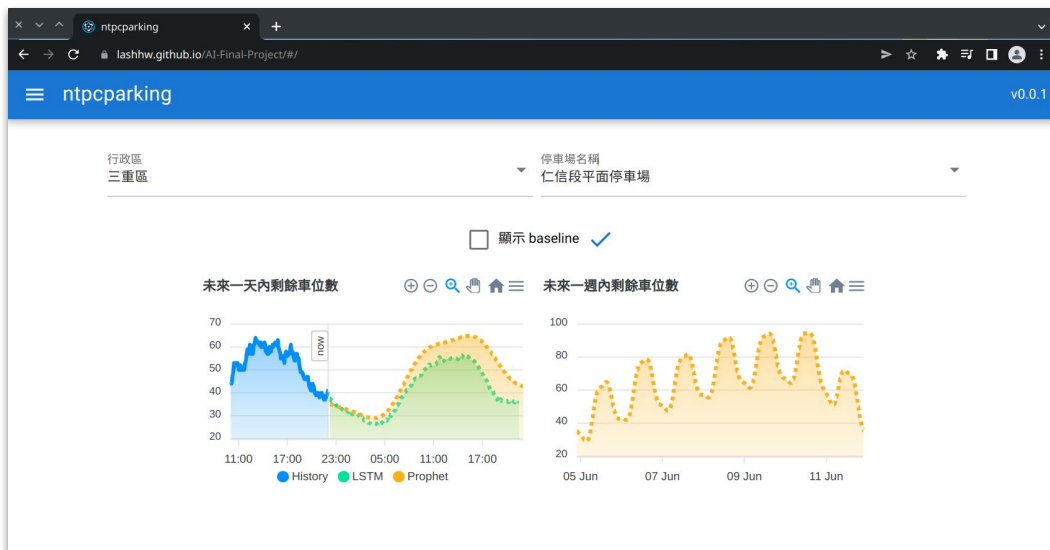 ntpcparking
lashhw.github.io/AI-Final-Project/#/
ntpcparking
v0.0.1
行政區
三重區
停車場名稱
仁信段平面停車場
顯示 baseline
未來一天內剩餘車位數
70
60
50
40
30
20
now
11:00 17:00 23:00 05:00 11:00 17:00
History LSTM Prophet
未來一週內剩餘車位數
100
80
60
40
20
05 Jun 07 Jun 09 Jun 11 Jun